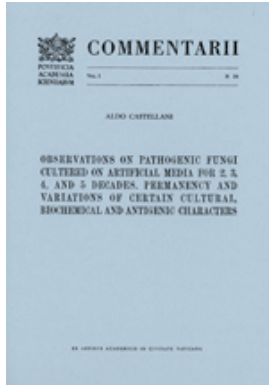 COMMENTARII
PONTIFICIA
ACADEMIA
SCIENTIARVM
Vol. I
N. 20
ALDO CASTELLANI
OBSERVATIONS ON PATHOGENIC FUNGI
CULTURED ON ARTIFICIAL MEDIA FOR 2, 3,
4, AND 5 DECADES. PERMANENCY AND
VARIATIONS OF CERTAIN CULTURAL,
BIOCHEMICAL AND ANTIGENIC CHARACTERS
EX AEDIBVS ACADEMICIS IN CIVITATE VATICANA